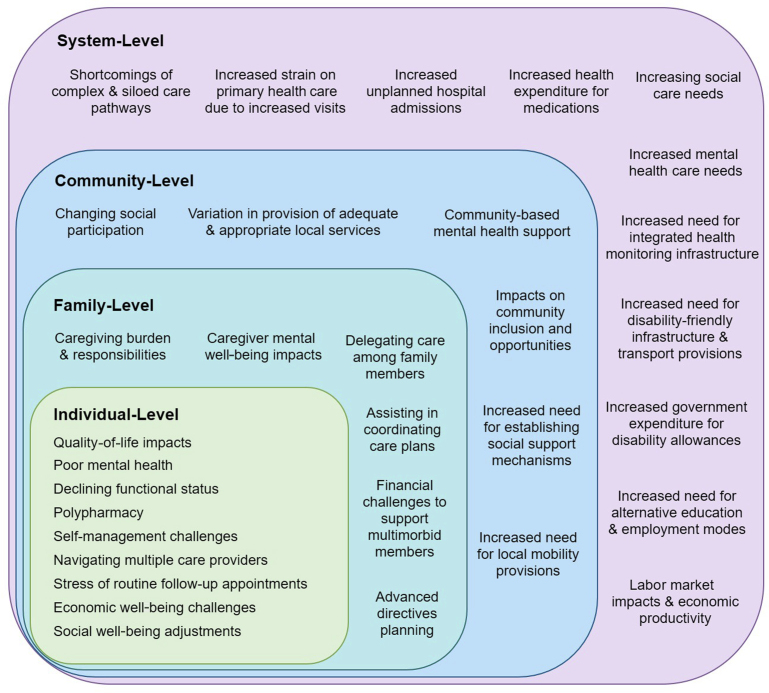 System-Level
Shortcomings of
complex & siloed care
pathways
Increased strain on
primary health care
due to increased visits
Increased
unplanned hospital
admissions
Increased health
expenditure for
medications
Increasing social
care needs
Increased mental
health care needs
Increased need for
integrated health
monitoring infrastructure
Increased need for
disability-friendly
infrastructure &
transport provisions
Increased government
expenditure for
disability allowances
Increased need for
alternative education
& employment modes
Labor market
impacts & economic
productivity
Community-Level
Changing social
participation
Variation in provision of adequate
& appropriate local services
Community-based
mental health support
Impacts on
community
inclusion and
opportunities
Increased need
for establishing
social support
mechanisms
Increased need
for local mobility
provisions
Family-Level
Caregiving burden
& responsibilities
Caregiver mental
well-being impacts
Delegating care
among family
members
Assisting in
coordinating
care plans
Financial
challenges to
support
multimorbid
members
Advanced
directives
planning
Individual-Level
Quality-of-life impacts
Poor mental health
Declining functional status
Polypharmacy
Self-management challenges
Navigating multiple care providers
Stress of routine follow-up appointments
Economic well-being challenges
Social well-being adjustments